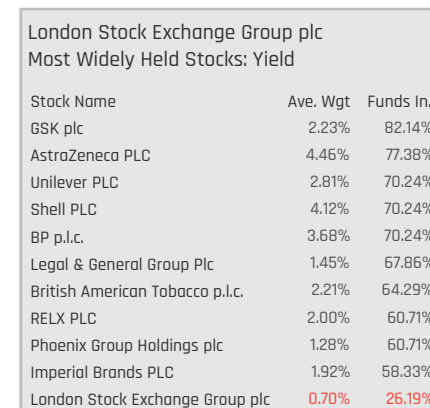 London Stock Exchange Group plc
Most Widely Held Stocks: Yield
Stock Name Ave. Wgt Funds In.
GSK plc 2.23% 82.14%
AstraZeneca PLC 4.46% 77.38%
Unilever PLC 2.81% 70.24%
Shell PLC 4.12% 70.24%
BP p.l.c. 3.68% 70.24%
Legal & General Group Plc 1.45% 67.86%
British American Tobacco p.l.c. 2.21% 64.29%
RELX PLC 2.00% 60.71%
Phoenix Group Holdings plc 1.28% 60.71%
Imperial Brands PLC 1.92% 58.33%
London Stock Exchange Group plc 0.70% 26.19%